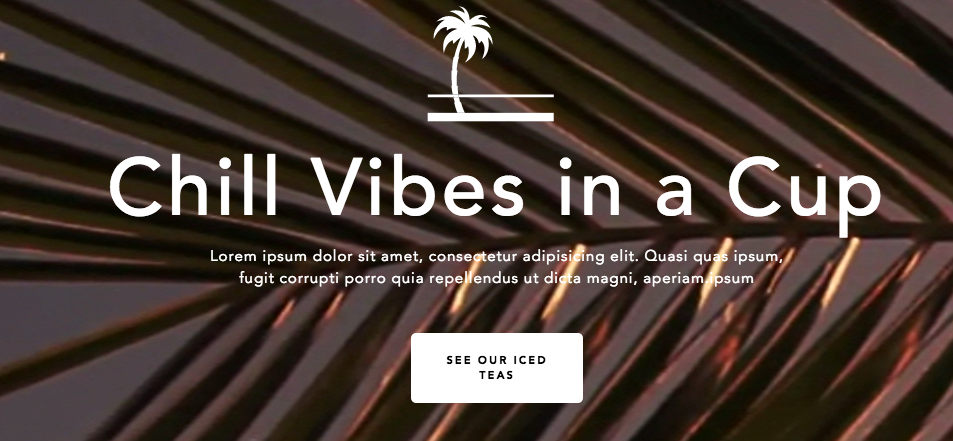 Chill Vibes in a Cup
Lorem ipsum dolor sit amet, consectetur adipisicing elit. Quasi quas ipsum,
fugit corrupti porro quia repellendus ut dicta magni, aperiam.ipsum
SEE OUR ICED
TEAS